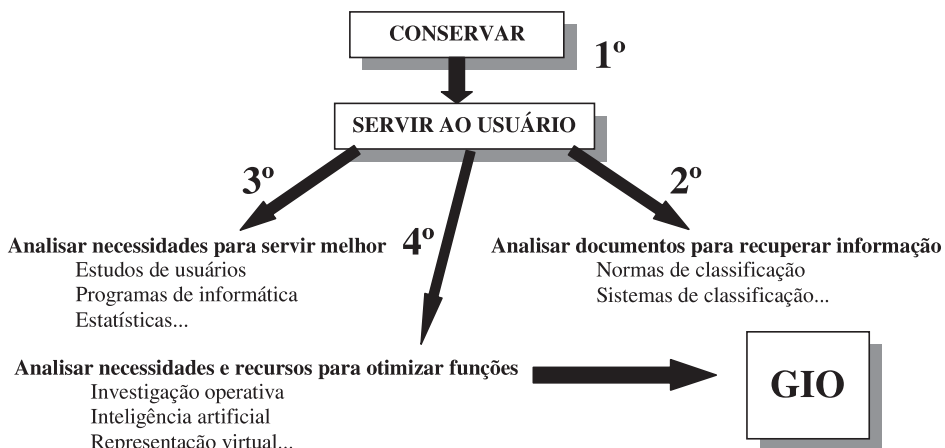 CONSERVAR
1º
SERVIR AO USUÁRIO
3º
2º
4º
Analisar necessidades para servir melhor
Estudos de usuários
Programas de informática
Estatísticas...
Analisar documentos para recuperar informação
Normas de classificação
Sistemas de classificação...
Analisar necessidades e recursos para otimizar funções
Investigação operativa
Inteligência artificial
Representação virtual...
GIO